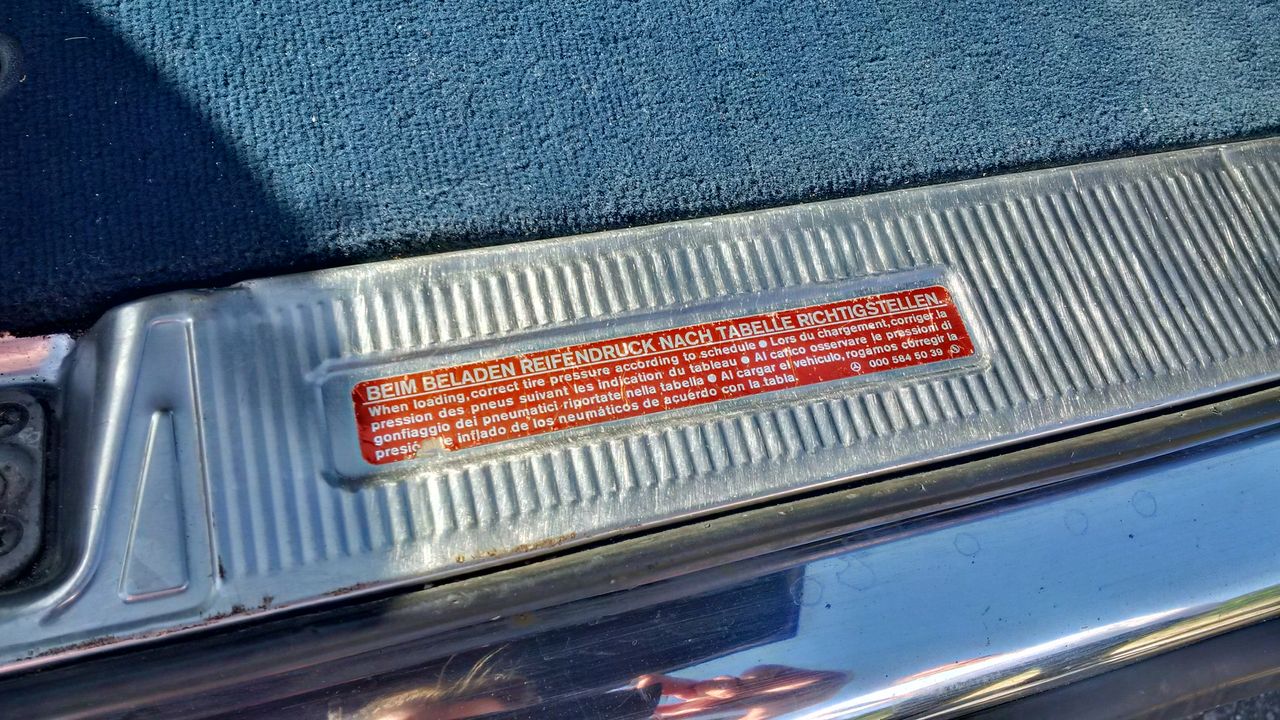 BEIM BELADEN REIFENDRUCK NACH TABELLE RICHTIGSTELLEN.
When loading, correct tire pressure according to schedule ● Lors du chargement, corriger la
pression des pneus suivant les indication du tableau ● Al carico osservare le pressioni di
gonfiaggio dei pneumatici riportate nella tabella ● Al cargar el vehiculo, rogamos corregir la
presió e inflado de los neumáticos de acuérdo con la tabla. 000 584 50 39